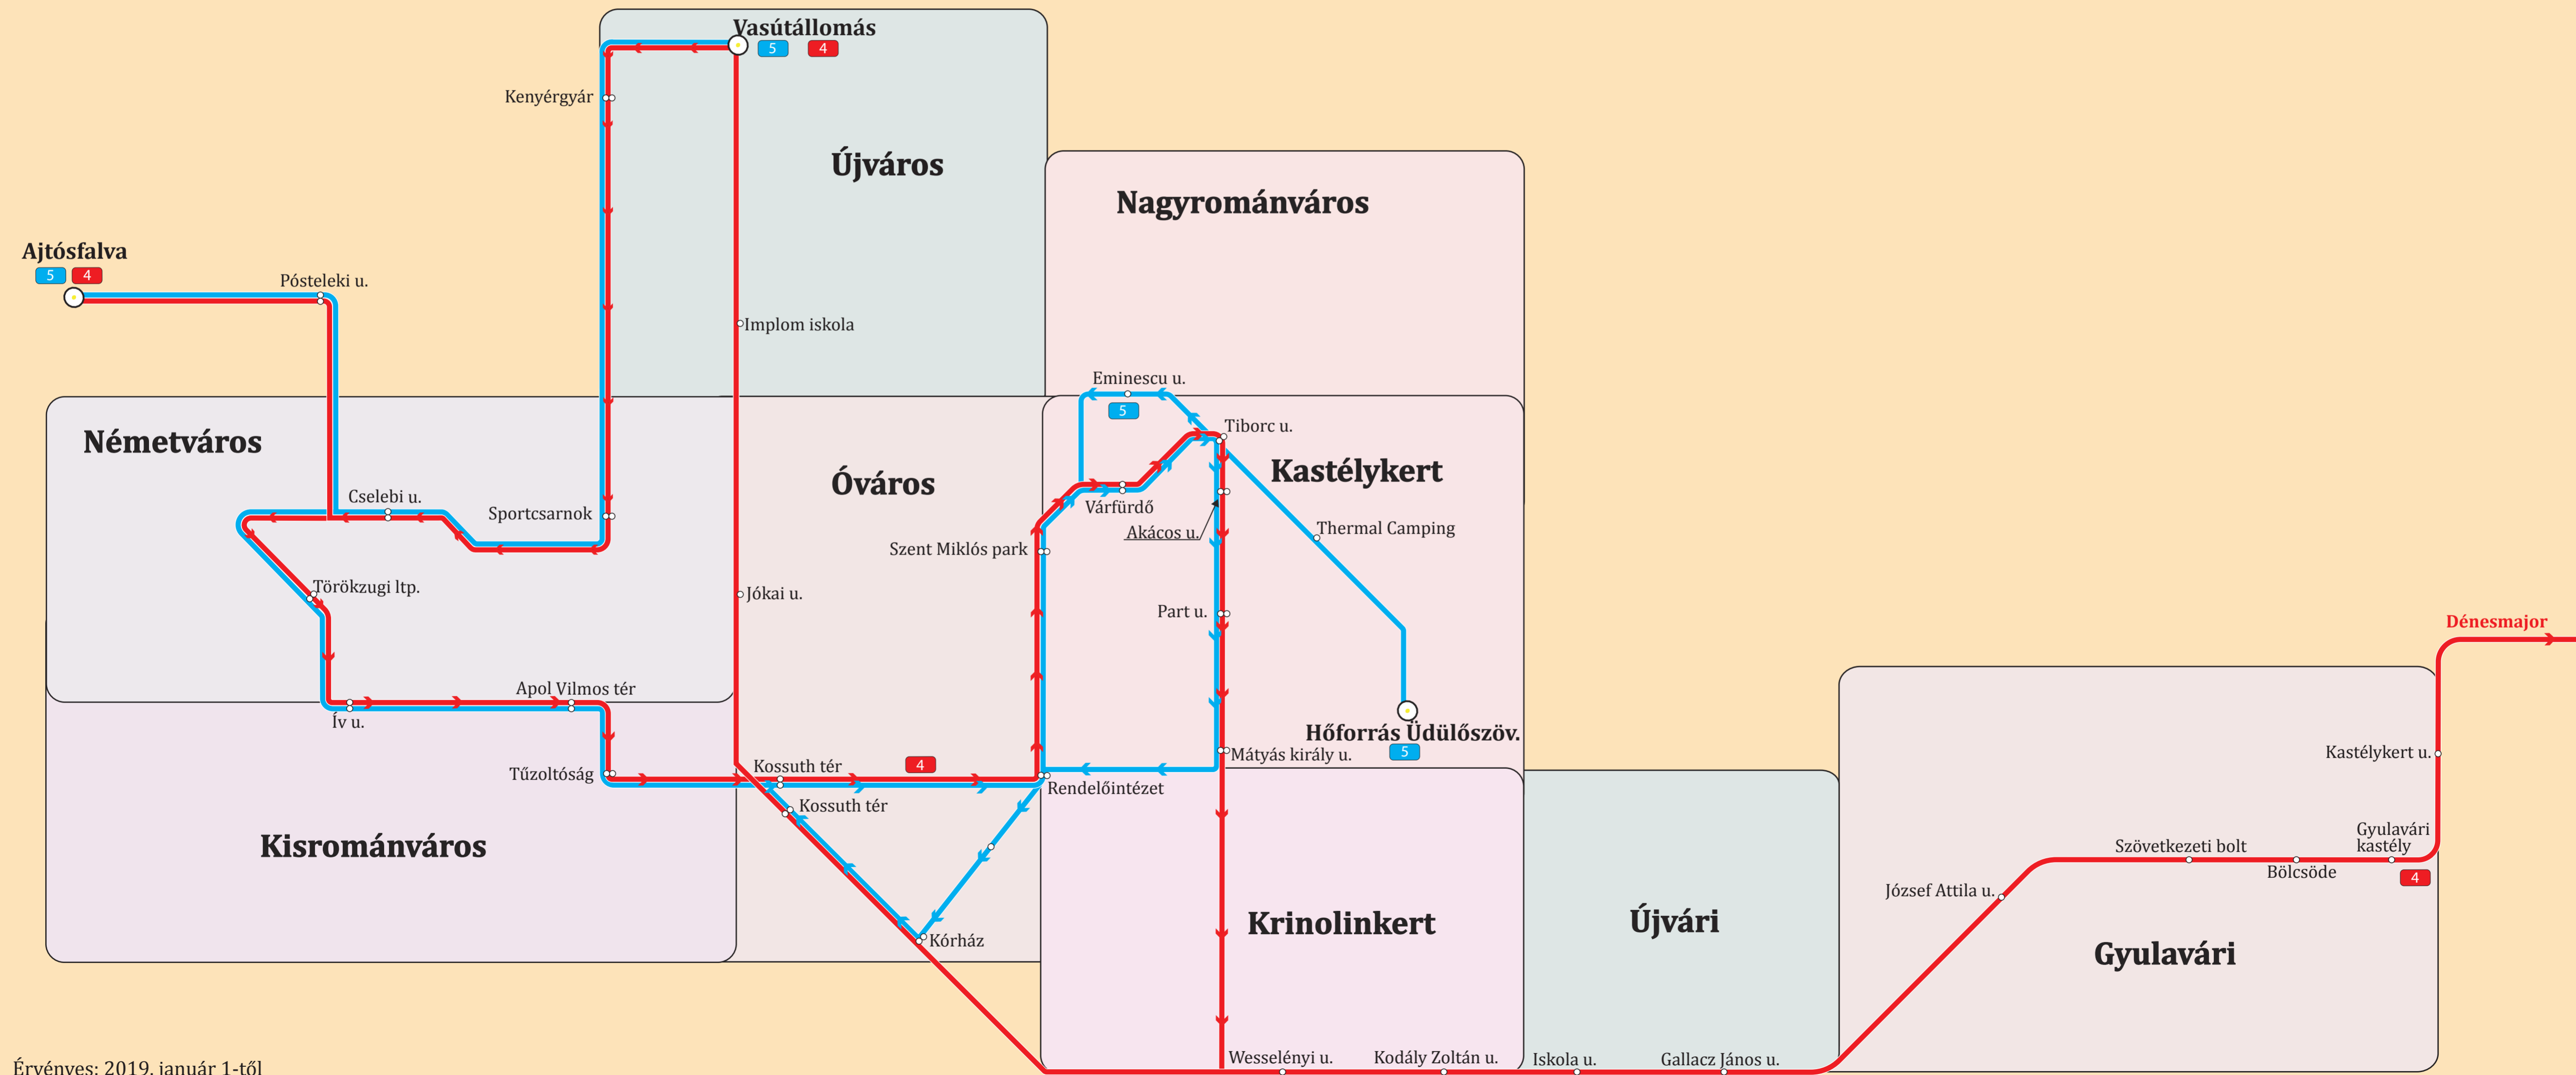 Vasútállomás
5 4
Kenyérgyár
Újváros
Nagyrománváros
Ajtósfalva
5 4
Pósteleki u.
Implom iskola
Eminescu u.
5
Tiborc u.
Németváros
Kastélykert
Óváros
Cselebi u.
Sportcsarnok
Várfürdő
Akácos u.
Thermal Camping
Szent Miklós park
Törökzugi ltp.
Jókai u.
Part u.
Dénesmajor
Apol Vilmos tér
Ív u.
Hőforrás Üdülőszöv.
5
Mátyás király u.
Kastélykert u.
Kossuth tér
4
Tűzoltóság
Rendelőintézet
Kossuth tér
Gyulavári
kastély
Szövetkezeti bolt
Bölcsöde
4
Kisrománváros
József Attila u.
Krinolinkert
Újvári
Kórház
Gyulavári
Wesselényi u.
Kodály Zoltán u.
Iskola u.
Gallacz János u.
Érvényes: 2019. január 1-től